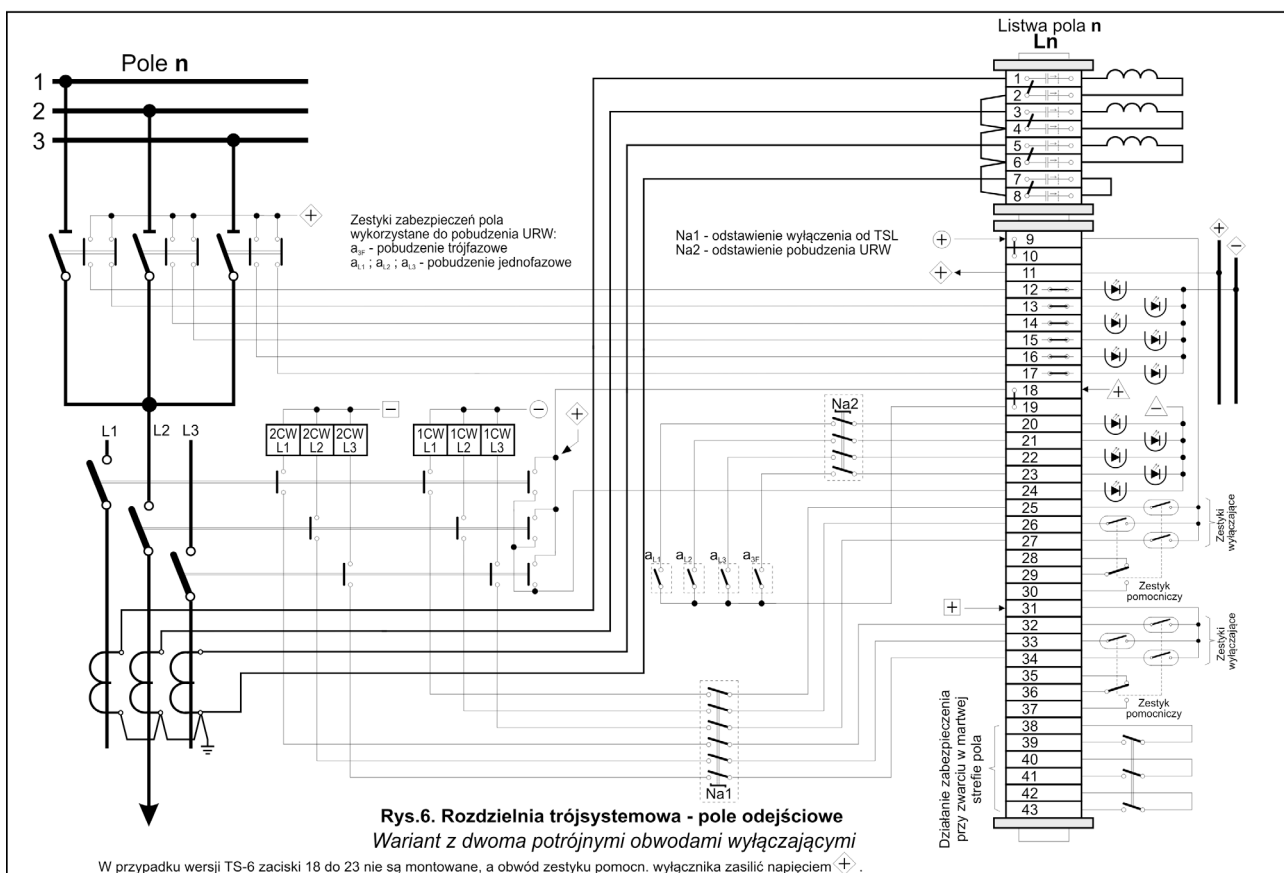 Listwa pola n
Ln
Pole n
1
2
3
Zestyki zabezpieczeń pola
wykorzystane do pobudzenia URW:
a3F - pobudzenie trójfazowe
aL1 ; aL2 ; aL3 - pobudzenie jednofazowe
Na1 - odstawienie wyłączenia od TSL
Na2 - odstawienie pobudzenia URW
+
+
+
+
-
1
2
3
4
5
6
7
8
9
10
11
12
13
14
15
16
17
18
19
20
21
22
23
24
25
26
27
28
29
30
31
32
33
34
35
36
37
38
39
40
41
42
43
+
-
L1
L2
L3
2CW L1
2CW L2
2CW L3
-
1CW L1
1CW L2
1CW L3
-
+
Na2
aL1
aL2
aL3
a3F
+
Zestyki wyłączające
Zestyk
pomocniczy
Zestyki wyłączające
Zestyk
pomocniczy
Na1
Działanie zabezpieczenia
przy zwarciu w martwej
strefie pola
Rys.6. Rozdzielnia trójsystemowa - pole odejściowe
Wariant z dwoma potrójnymi obwodami wyłączającymi
W przypadku wersji TS-6 zaciski 18 do 23 nie są montowane, a obwód zestyku pomocn. wyłącznika zasilić napięciem + .